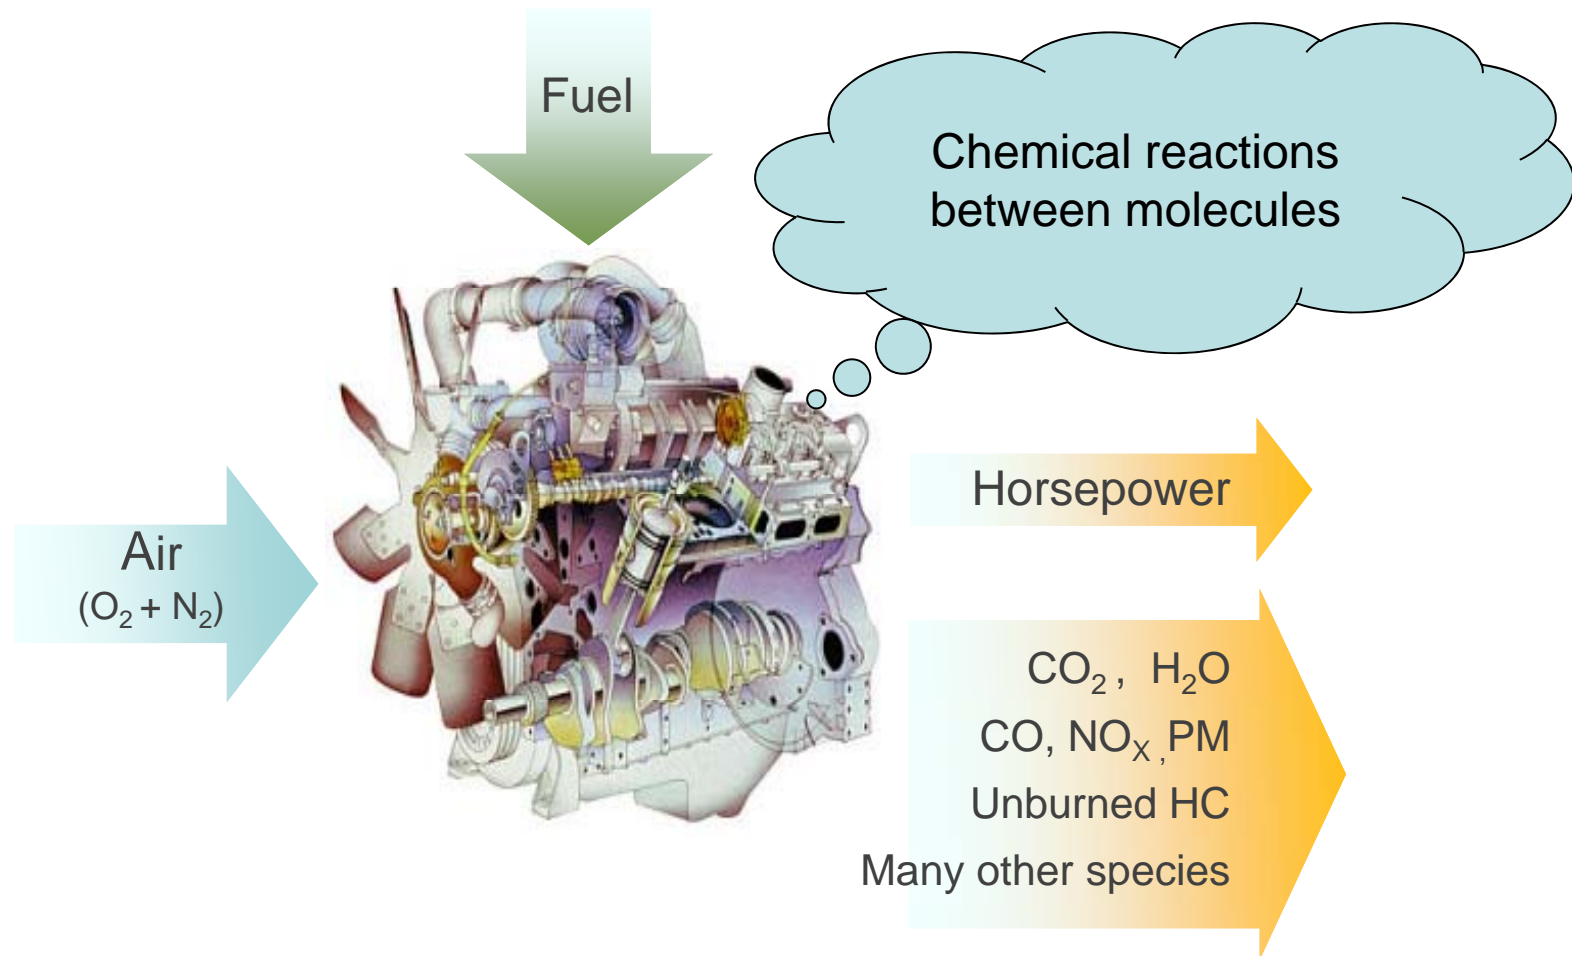 Fuel
Chemical reactions
between molecules
Air
(O₂ + N₂)
Horsepower
CO₂ , H₂O
CO, NOₓ , PM
Unburned HC
Many other species